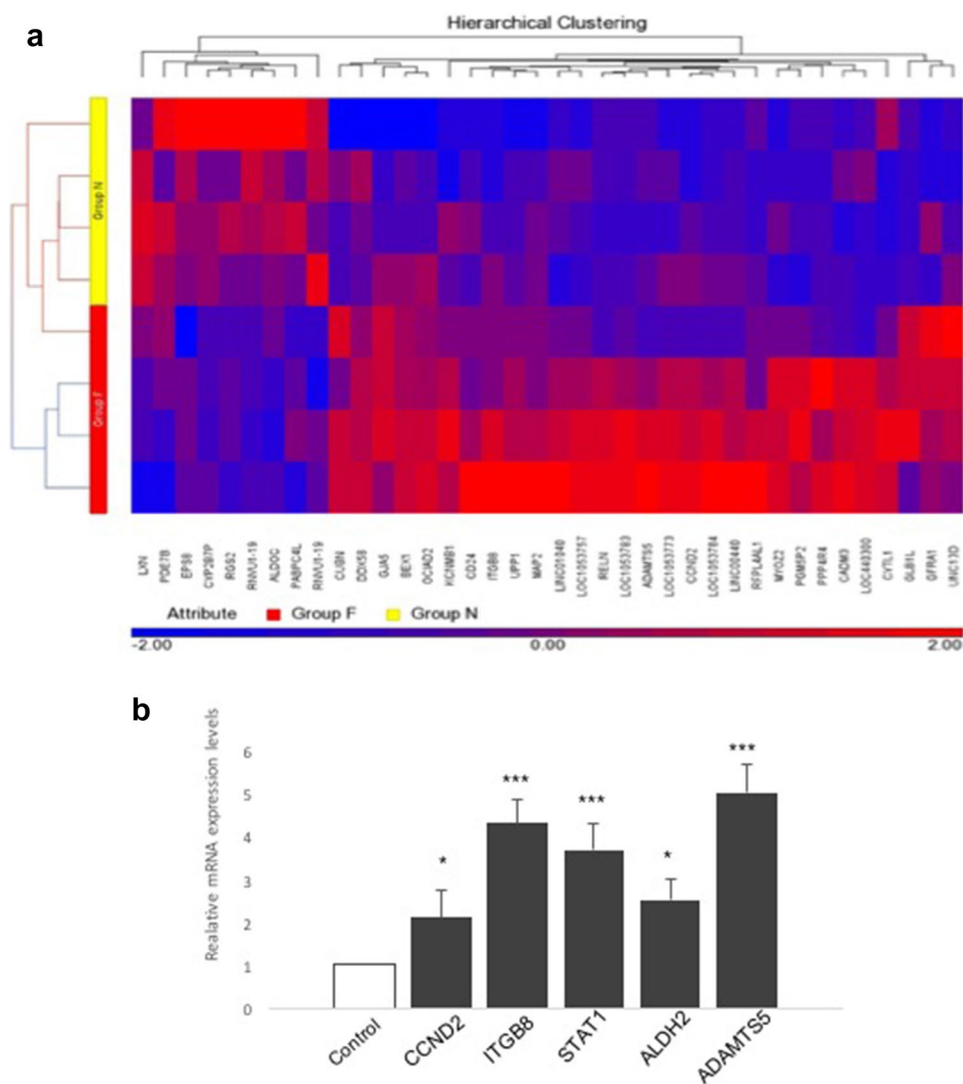 a
Hierarchical Clustering
Group N
Group F
LXN
PDE7B
EPS8
CYP2B7P
RGS2
RNVU1-19
ALDOC
PABPC4L
RNVU1-19
CUBN
DDX58
GJA5
BEX1
OCIAD2
KCNMB1
CD24
ITGB8
UPP1
MAP2
LINC01040
LOC1053757
RELN
LOC1053783
ADAMTS5
LOC1053773
CCND2
LOC1053784
LINC00440
RFPL4AL1
MYOZ2
PGM5P2
PPP4R4
CADM3
LOC443300
CYTL1
GLB1L
GFRA1
UNC13D
Attribute Group F Group N
-2.00 0.00 2.00
b
Realative mRNA expression levels
6
5
4
3
2
1
0
*
***
***
*
***
Control CCND2 ITGB8 STAT1 ALDH2 ADAMTS5